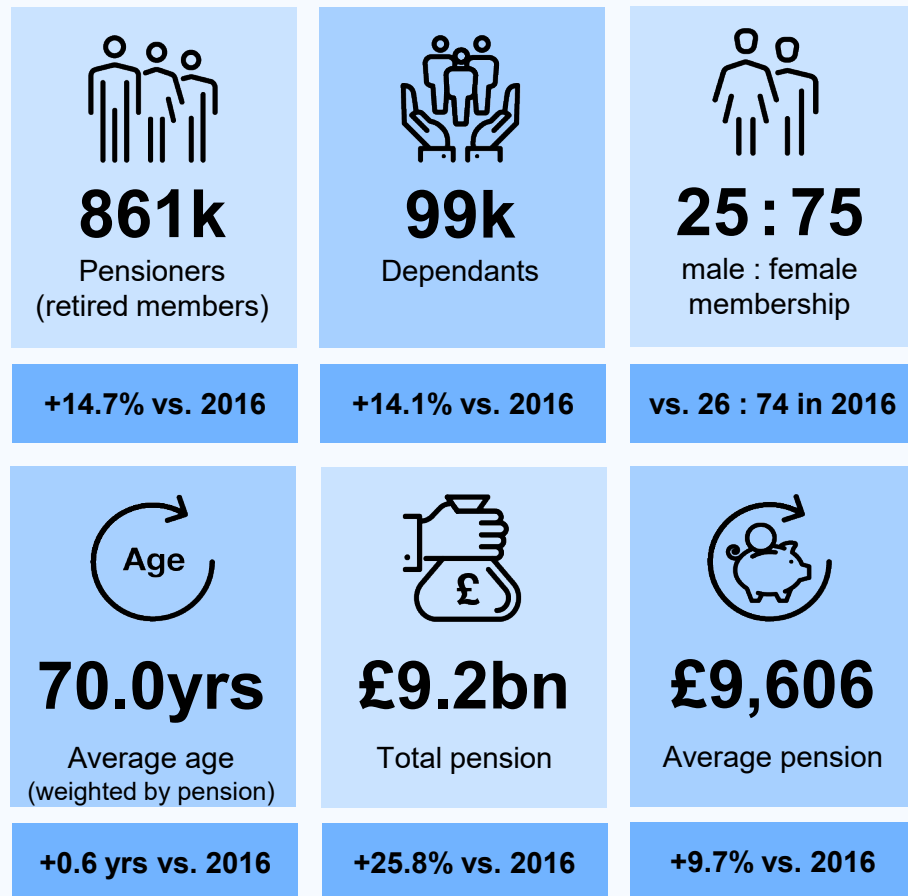 861k
Pensioners
(retired members)
+14.7% vs. 2016
99k
Dependants
+14.1% vs. 2016
25 : 75
male : female
membership
vs. 26 : 74 in 2016
Age
70.0yrs
Average age
(weighted by pension)
+0.6 yrs vs. 2016
£
£9.2bn
Total pension
+25.8% vs. 2016
£9,606
Average pension
+9.7% vs. 2016